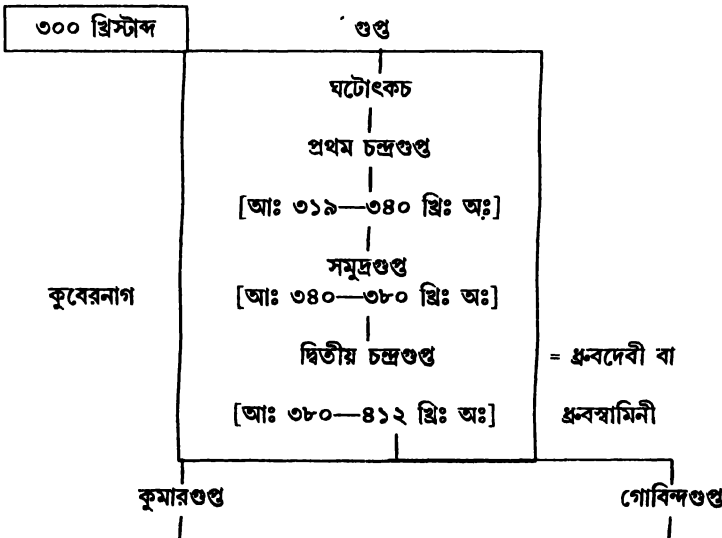 ৩০০ খ্রিস্টাব্দ গুপ্ত
ঘটোৎকচ
প্রথম চন্দ্রগুপ্ত
[আঃ ৩১৯—৩৪০ খ্রিঃ অঃ]
সমুদ্রগুপ্ত
কুবেরনাগ [আঃ ৩৪০—৩৮০ খ্রিঃ অঃ]
দ্বিতীয় চন্দ্রগুপ্ত = ধ্রুবদেবী বা
[আঃ ৩৮০—৪১২ খ্রিঃ অঃ] ধ্রুবস্বামিনী
কুমারগুপ্ত গোবিন্দগুপ্ত